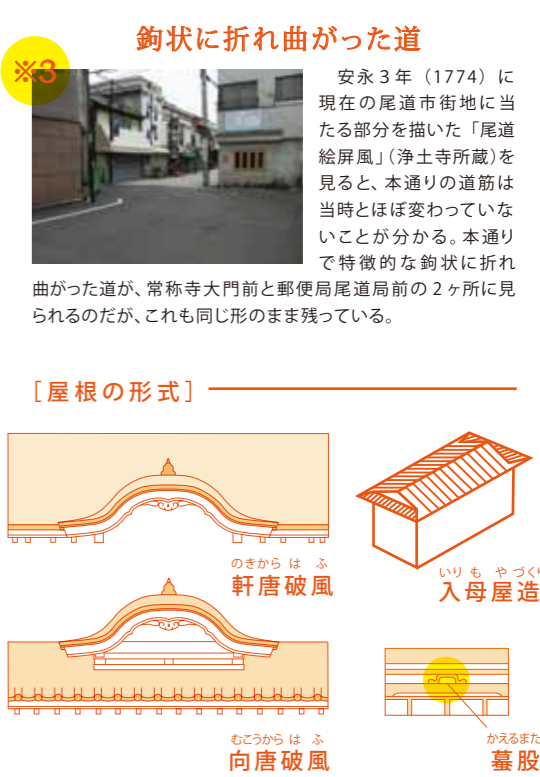 鉤状に折れ曲がった道
※3
安永3年（1774）に
現在の尾道市街地に当
たる部分を描いた「尾道
絵屏風」（浄土寺所蔵）を
見ると、本通りの道筋は
当時とほぼ変わっていな
いことが分かる。本通り
で特徴的な鉤状に折れ
曲がった道が、常称寺大門前と郵便局尾道局前の2ヶ所に見
られるのだが、これも同じ形のまま残っている。
［屋根の形式］
のきから は ふ
軒唐破風
いり も や づくり
入母屋造
むこうから は ふ
向唐破風
かえるまた
蟇股